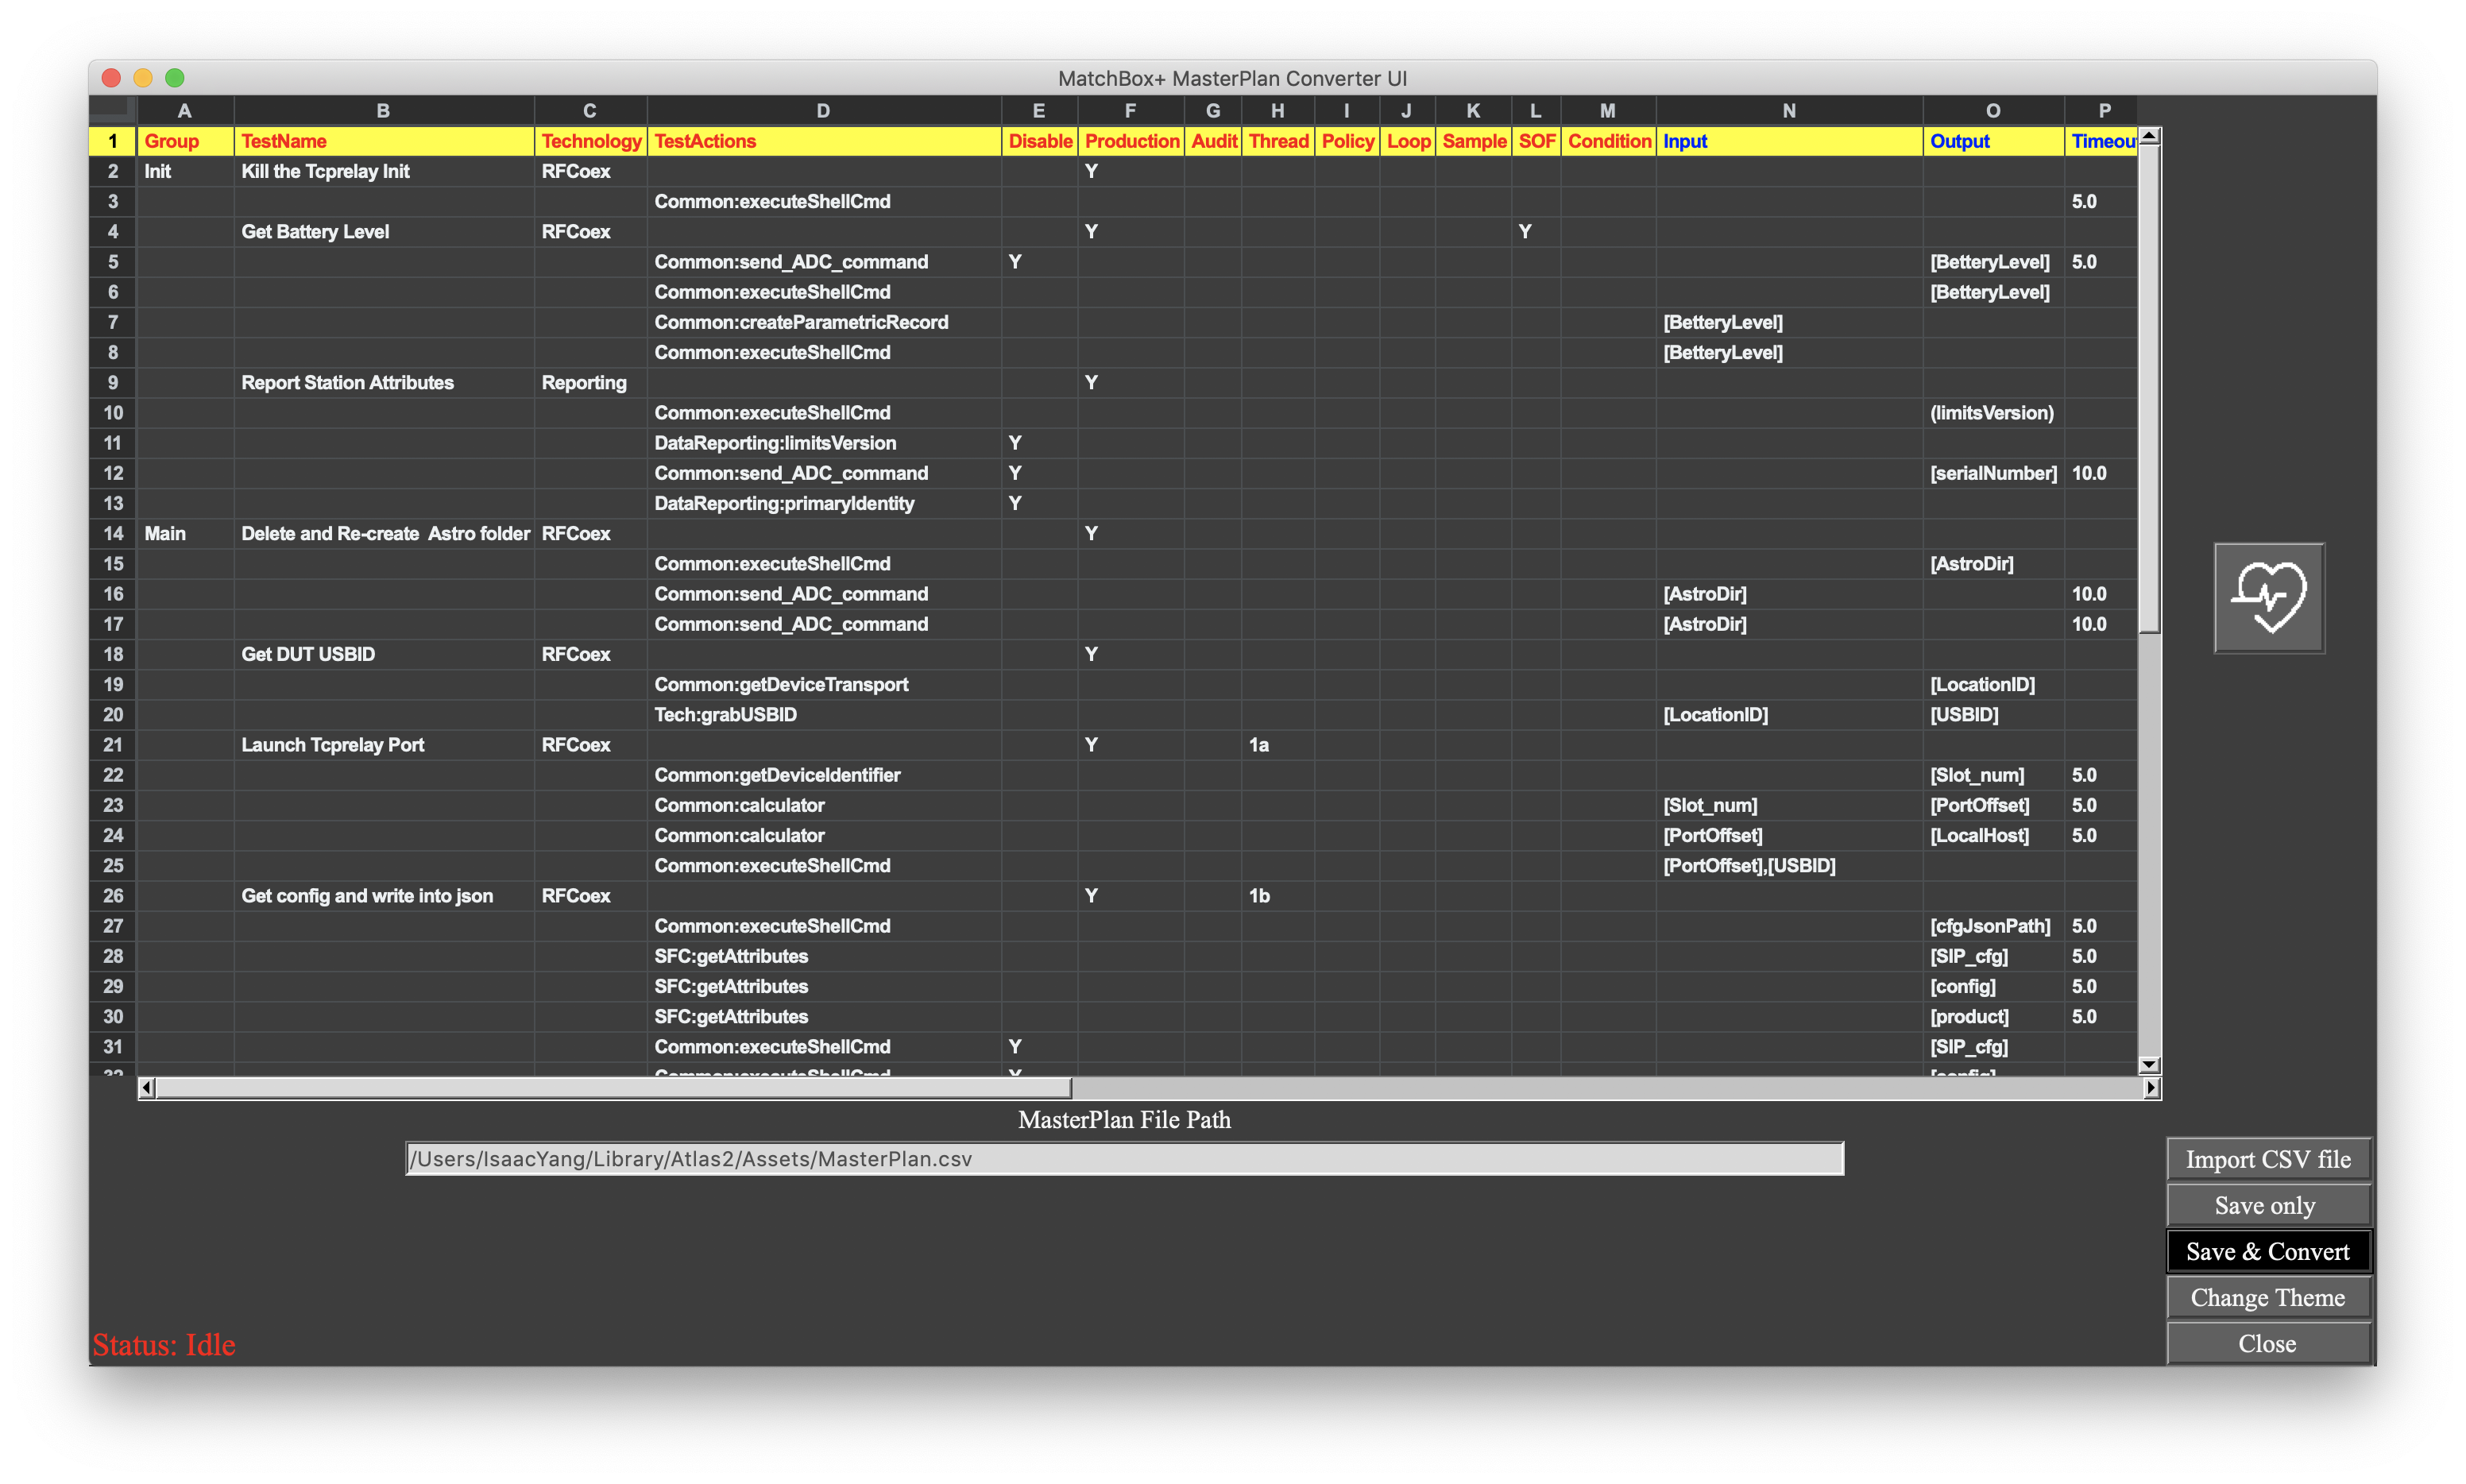 MatchBox+ MasterPlan Converter UI
A B C D E F G H I J K L M N O P
1 Group TestName Technology TestActions Disable Production Audit Thread Policy Loop Sample SOF Condition Input Output Timeou
2 Init Kill the Tcprelay Init RFCoex Y
3 Common:executeShellCmd 5.0
4 Get Battery Level RFCoex Y Y
5 Common:send_ADC_command Y [BetteryLevel] 5.0
6 Common:executeShellCmd [BetteryLevel]
7 Common:createParametricRecord [BetteryLevel]
8 Common:executeShellCmd [BetteryLevel]
9 Report Station Attributes Reporting Y
10 Common:executeShellCmd (limitsVersion)
11 DataReporting:limitsVersion Y
12 Common:send_ADC_command Y [serialNumber] 10.0
13 DataReporting:primaryIdentity Y
14 Main Delete and Re-create  Astro folder RFCoex Y
15 Common:executeShellCmd [AstroDir]
16 Common:send_ADC_command [AstroDir] 10.0
17 Common:send_ADC_command [AstroDir] 10.0
18 Get DUT USBID RFCoex Y
19 Common:getDeviceTransport [LocationID]
20 Tech:grabUSBID [LocationID] [USBID]
21 Launch Tcprelay Port RFCoex Y 1a
22 Common:getDeviceIdentifier [Slot_num] 5.0
23 Common:calculator [Slot_num] [PortOffset] 5.0
24 Common:calculator [PortOffset] [LocalHost] 5.0
25 Common:executeShellCmd [PortOffset],[USBID]
26 Get config and write into json RFCoex Y 1b
27 Common:executeShellCmd [cfgJsonPath] 5.0
28 SFC:getAttributes [SIP_cfg] 5.0
29 SFC:getAttributes [config] 5.0
30 SFC:getAttributes [product] 5.0
31 Common:executeShellCmd Y [SIP_cfg]
32 Common:executeShellCmd Y [config]
MasterPlan File Path
/Users/IsaacYang/Library/Atlas2/Assets/MasterPlan.csv
Import CSV file
Save only
Save & Convert
Change Theme
Status: Idle
Close